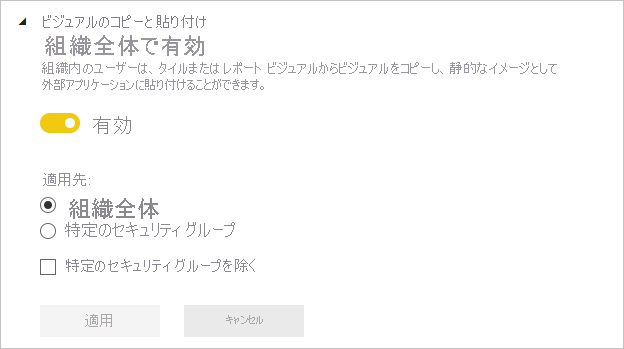 ビジュアルのコピーと貼り付け
組織全体で有効
組織内のユーザーは、タイルまたはレポート ビジュアルからビジュアルをコピーし、静的なイメージとして
外部アプリケーションに貼り付けることができます。
有効
適用先:
組織全体
特定のセキュリティ グループ
特定のセキュリティ グループを除く
適用
キャンセル